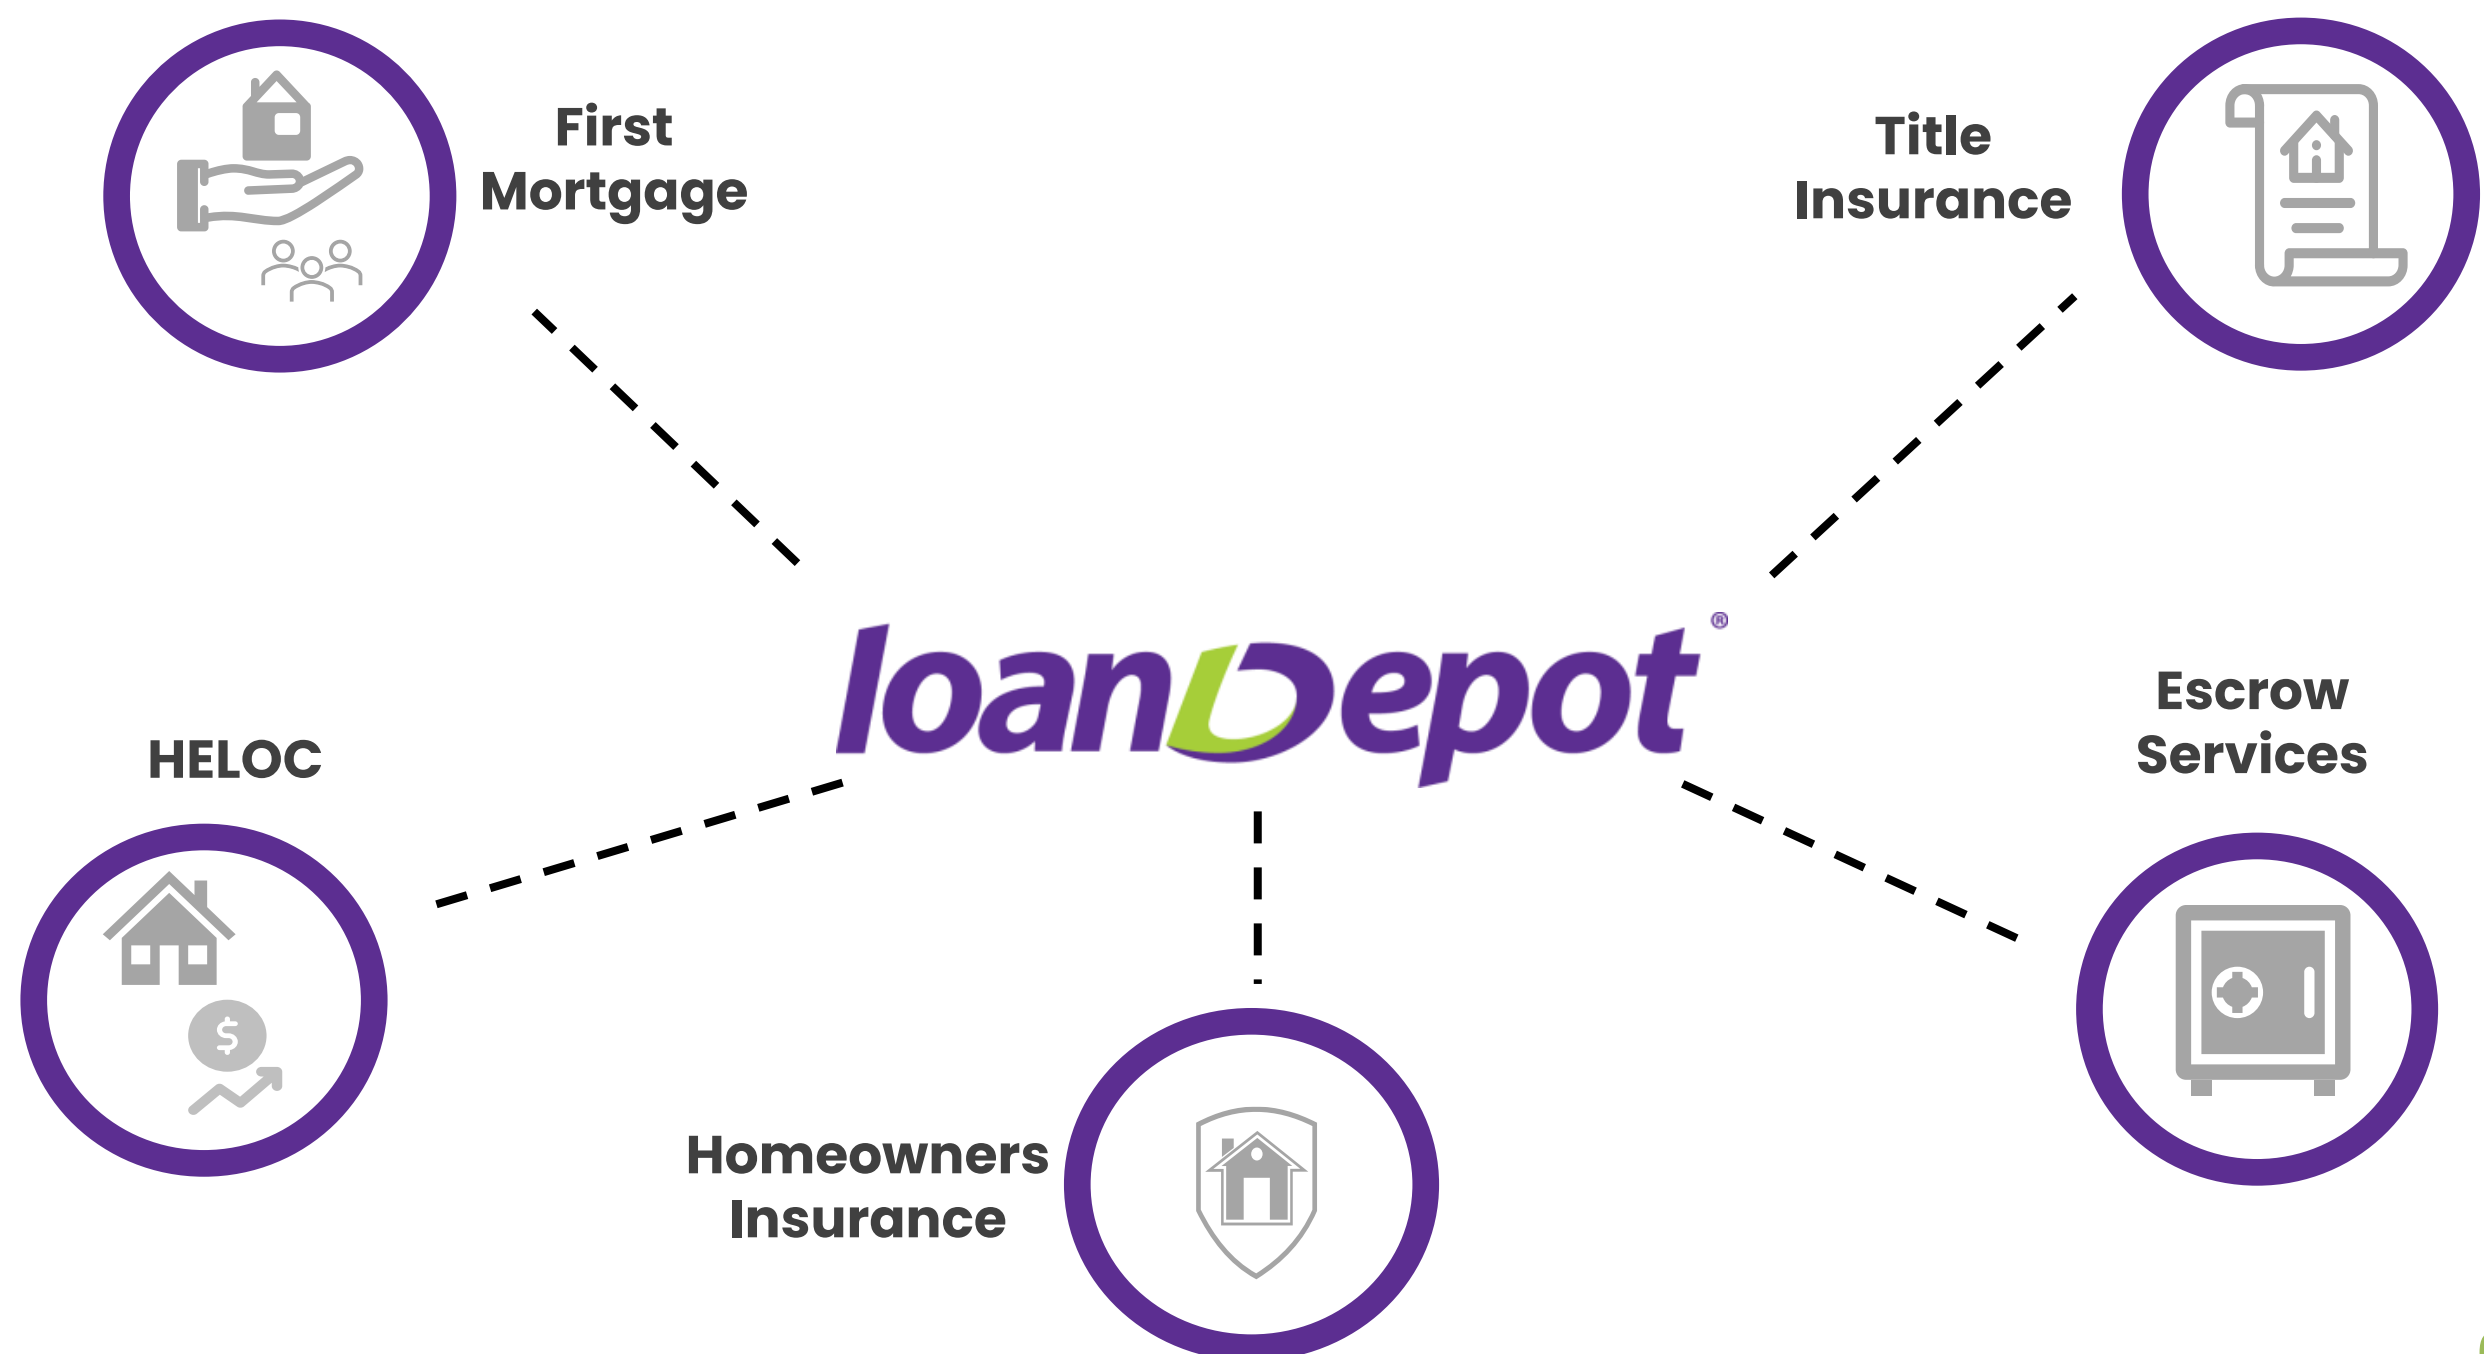 First
Mortgage
Title
Insurance
loanDepot®
HELOC
Escrow
Services
Homeowners
Insurance
$